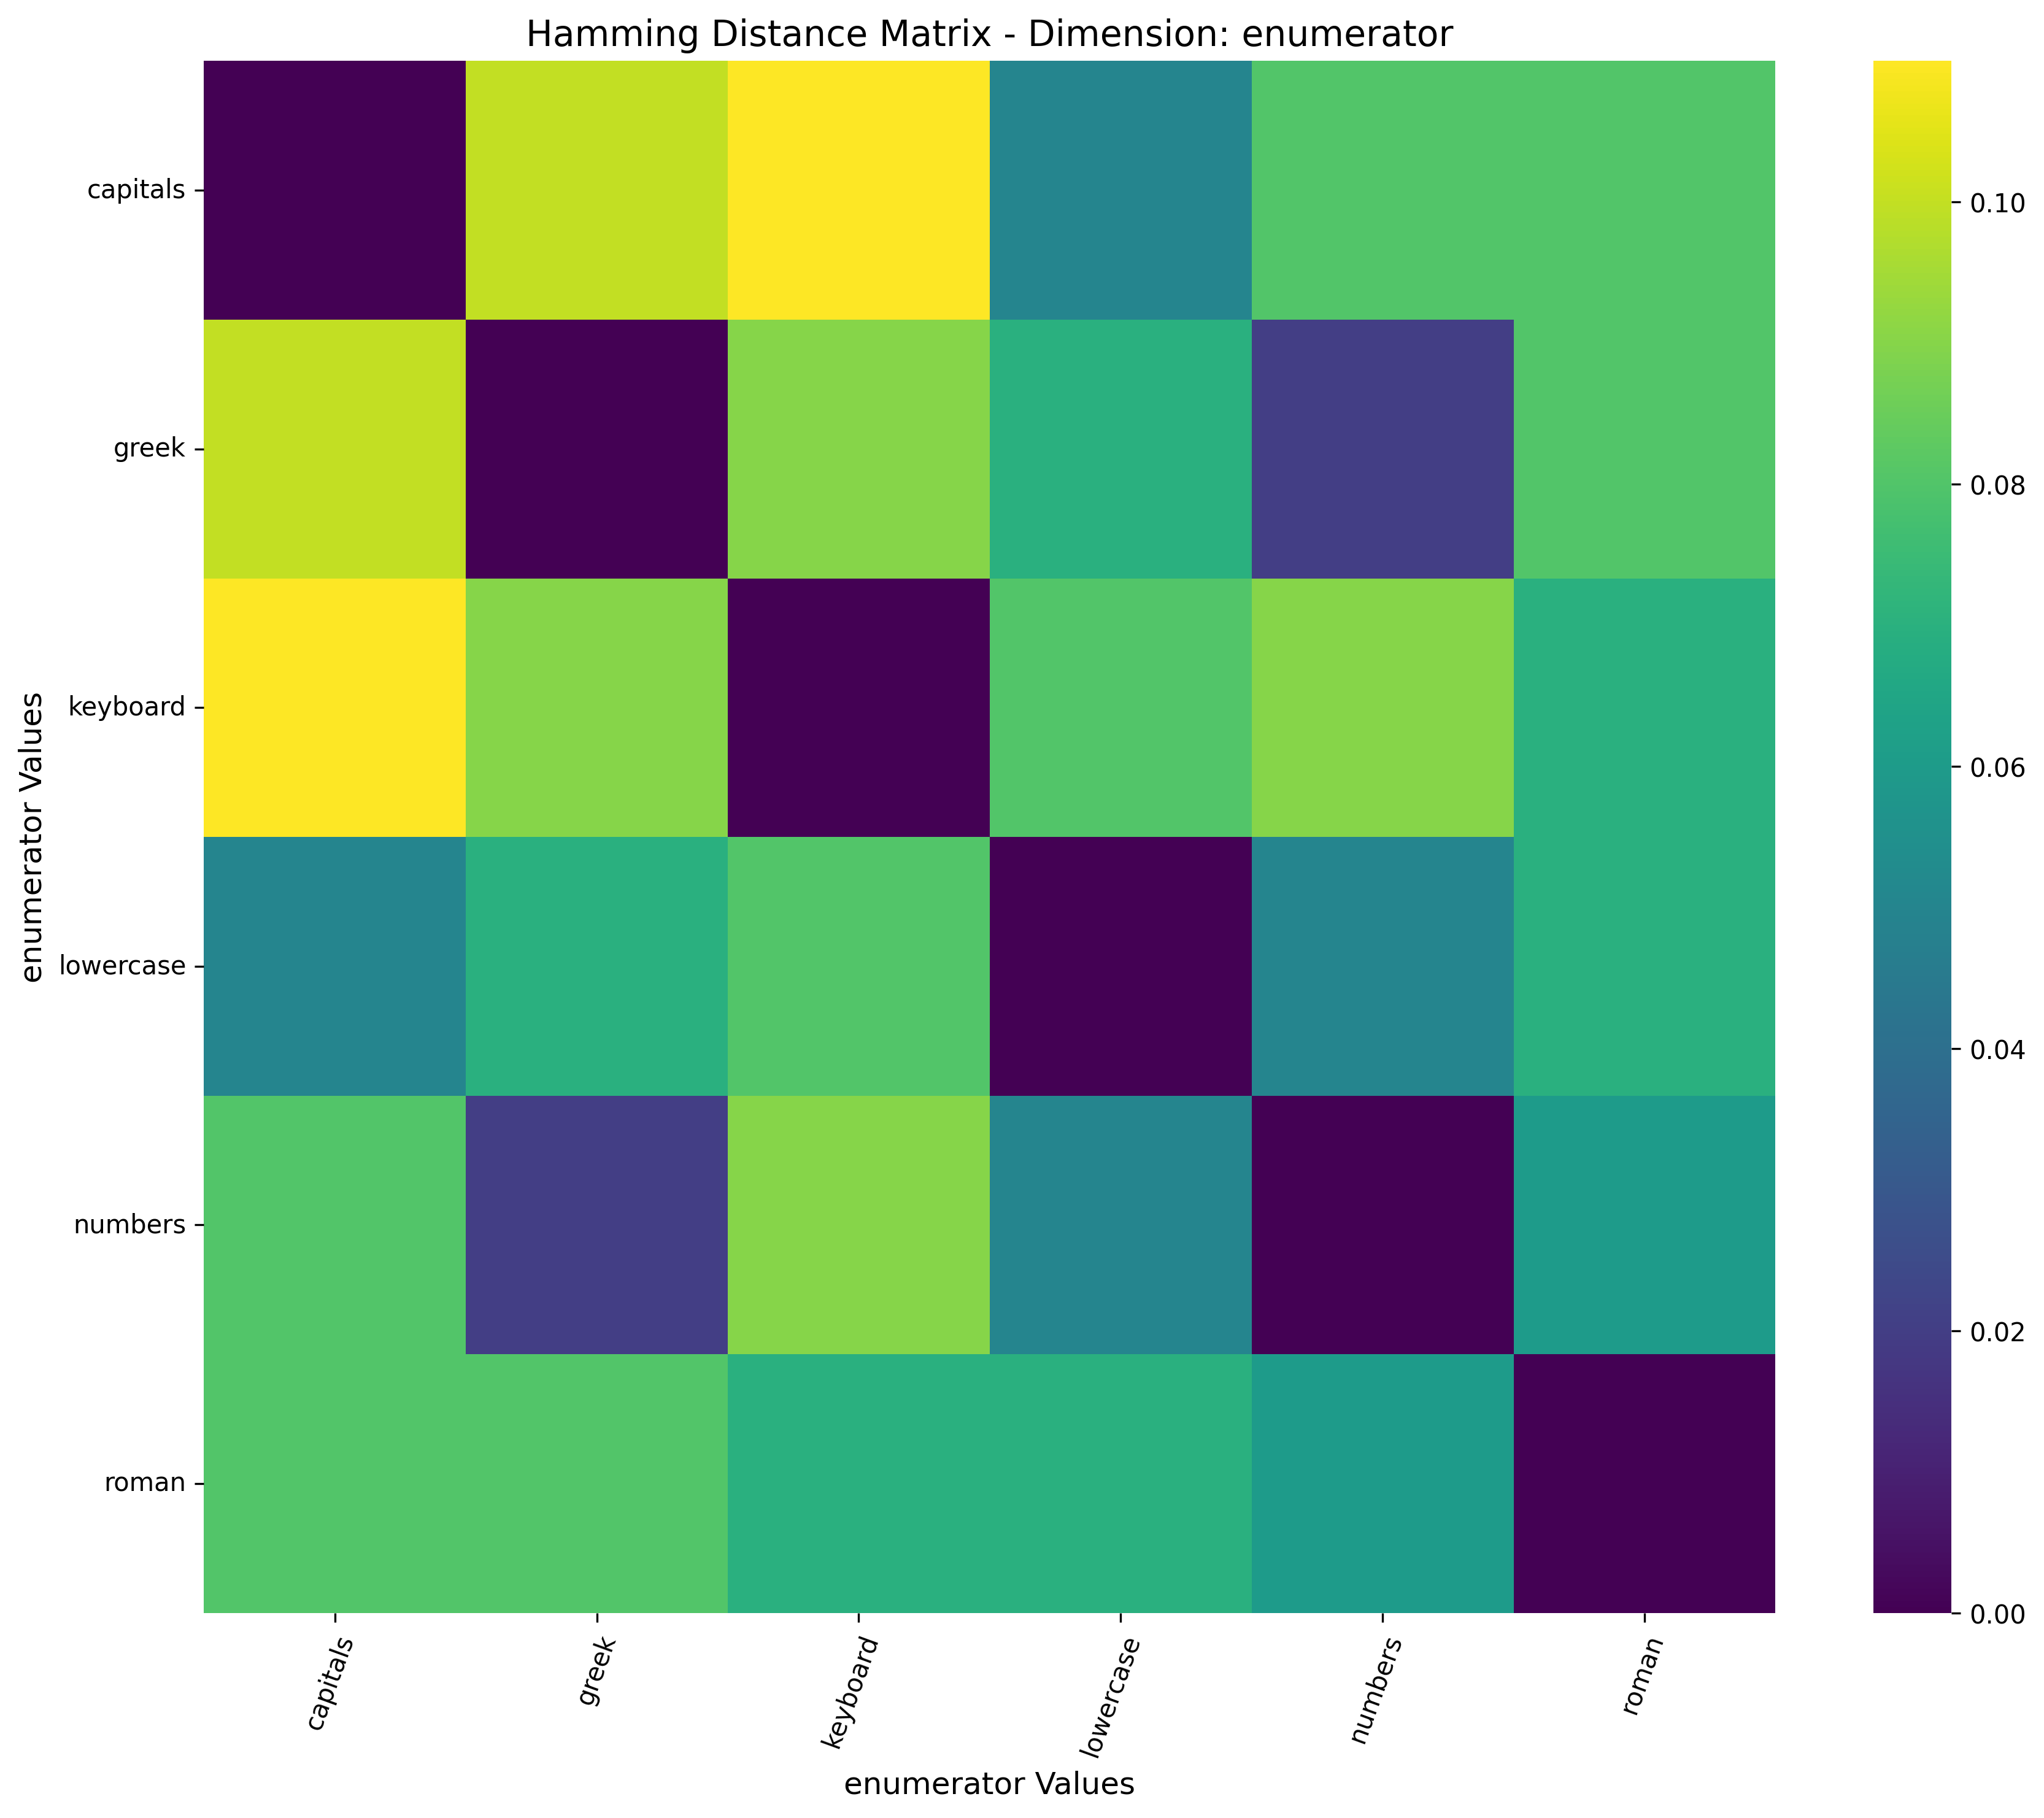 Hamming Distance Matrix - Dimension: enumerator
enumerator Values
capitals
greek
keyboard
lowercase
numbers
roman
capitals
greek
keyboard
lowercase
numbers
roman
enumerator Values
0.10
0.08
0.06
0.04
0.02
0.00